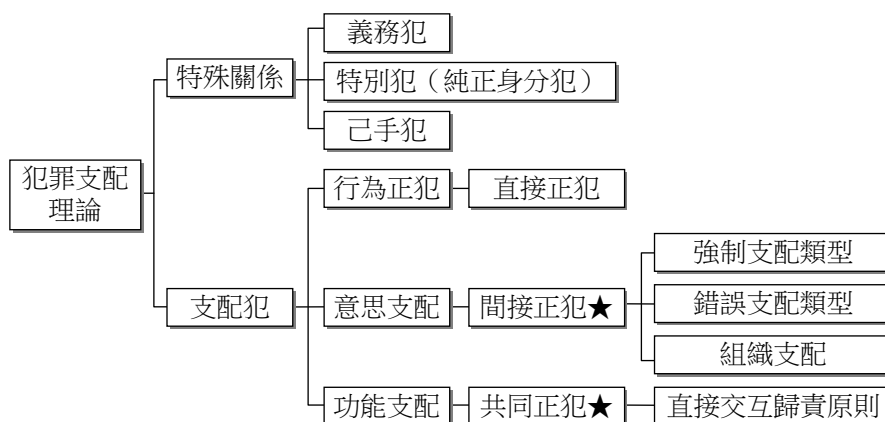 犯罪支配
理論
特殊關係
義務犯
特別犯（純正身分犯）
己手犯
支配犯
行為正犯
直接正犯
意思支配
間接正犯★
強制支配類型
錯誤支配類型
組織支配
功能支配
共同正犯★
直接交互歸責原則